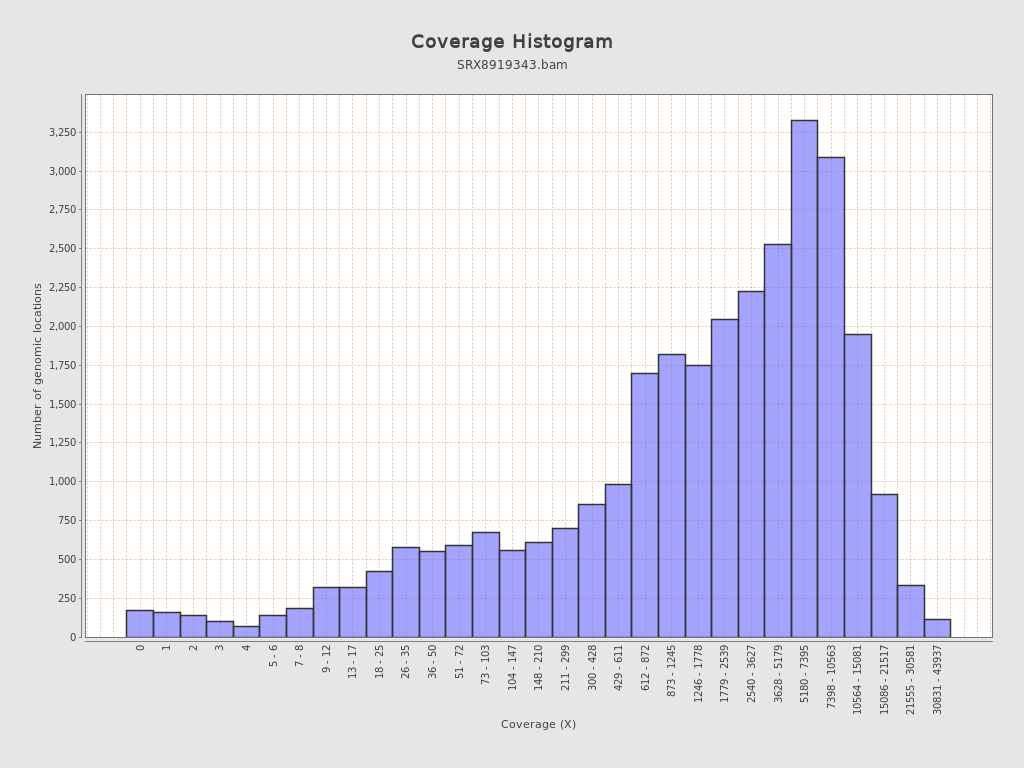 Coverage Histogram
SRX8919343.bam
Number of genomic locations
3,250
3,000
2,750
2,500
2,250
2,000
1,750
1,500
1,250
1,000
750
500
250
0
0
1
2
3
4
5 - 6
7 - 8
9 - 12
13 - 17
18 - 25
26 - 35
36 - 50
51 - 72
73 - 103
104 - 147
148 - 210
211 - 299
300 - 428
429 - 611
612 - 872
873 - 1245
1246 - 1778
1779 - 2539
2540 - 3627
3628 - 5179
5180 - 7395
7398 - 10563
10564 - 15081
15086 - 21517
21555 - 30581
30831 - 43937
Coverage (X)